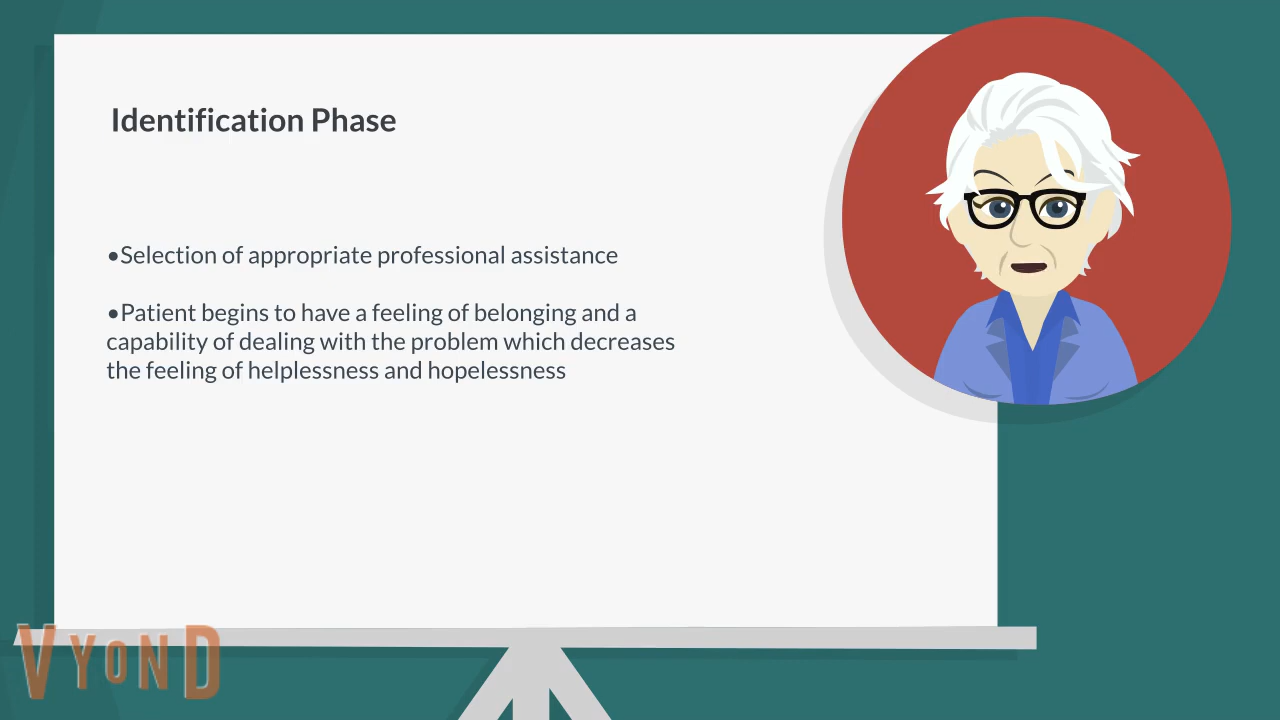 Identification Phase
•Selection of appropriate professional assistance
•Patient begins to have a feeling of belonging and a
capability of dealing with the problem which decreases
the feeling of helplessness and hopelessness
VYOND